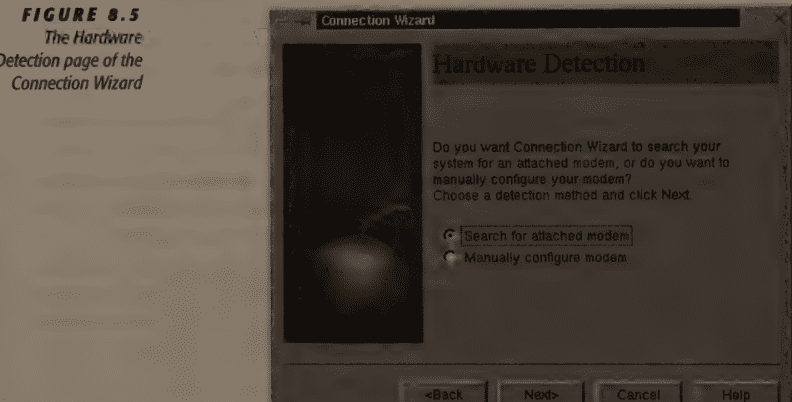 FIGURE 8.5
The Hardware
Detection page of the
Connection Wizard
Connection Wizard
Hardware Detection
Do you want Connection Wizard to search your
system for an attached modem, or do you want to
manually configure your modem?
Choose a detection method and click Next.
Search for attached modem
Manually configure modem
<Back
Next>
Cancel
Help